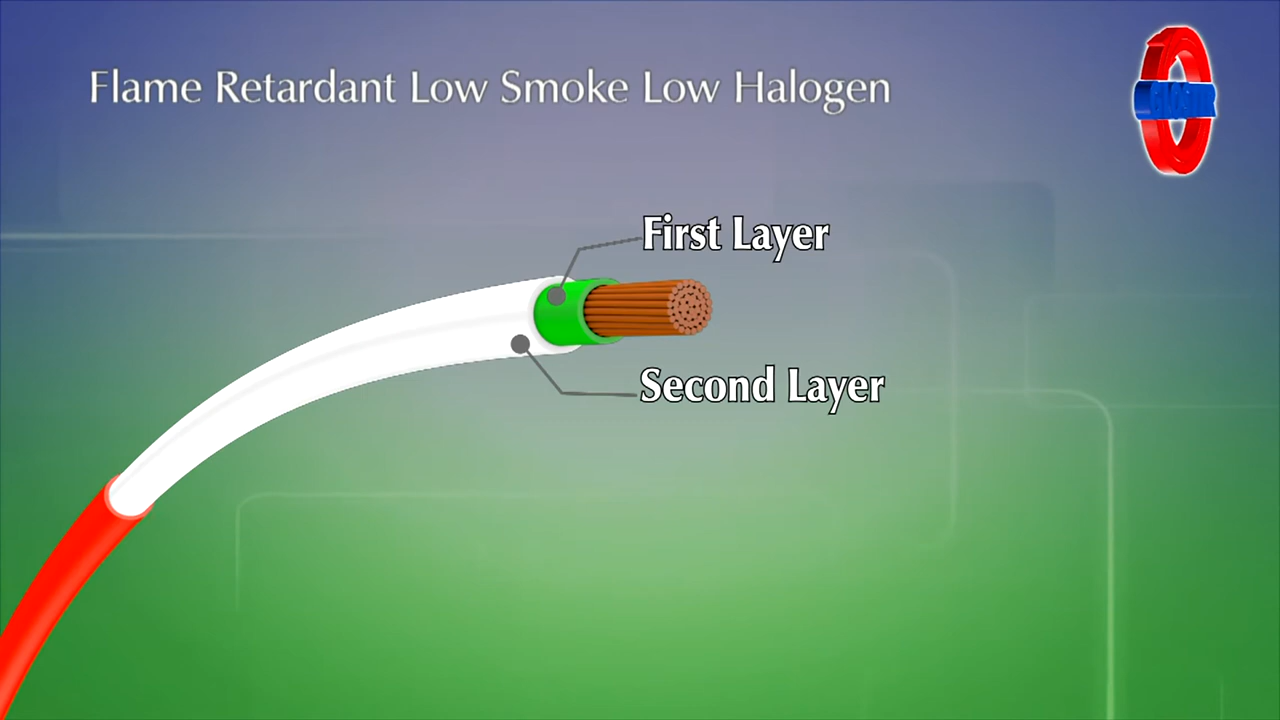 Flame Retardant Low Smoke Low Halogen
First Layer
Second Layer